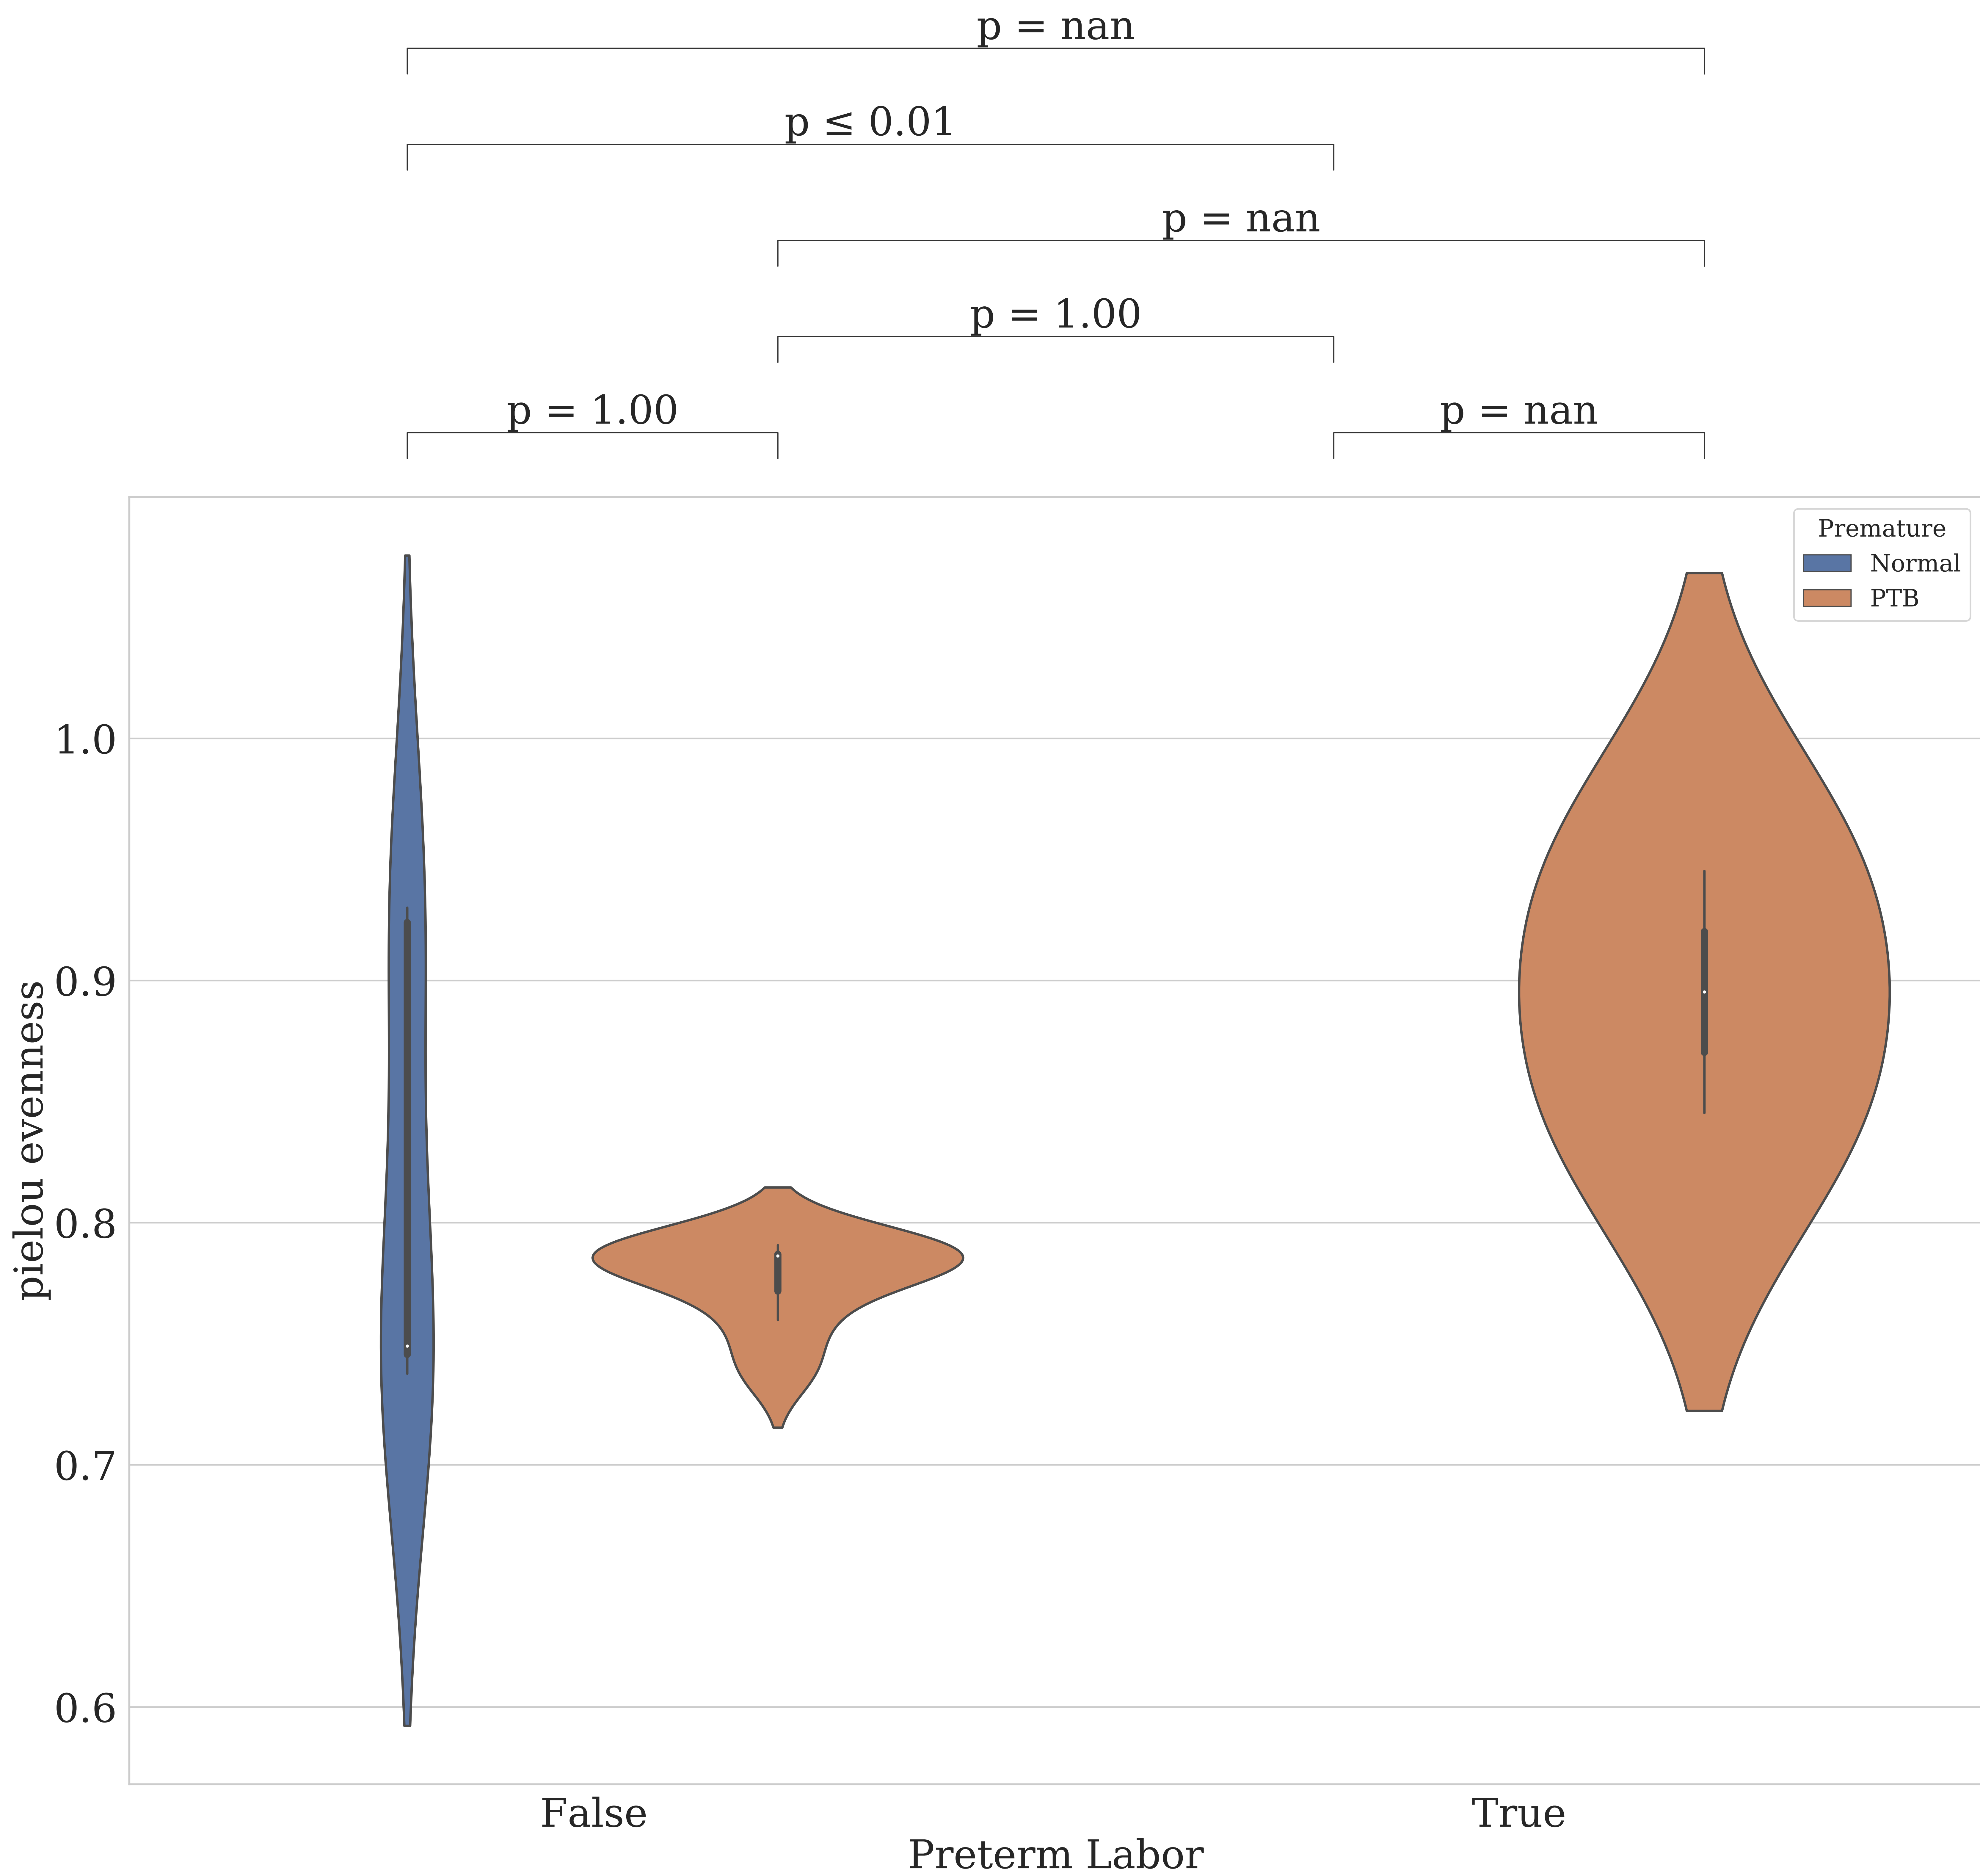 p = nan
p ≤ 0.01
p = nan
p = 1.00
p = 1.00
p = nan
Premature
Normal
PTB
1.0
0.9
0.8
0.7
0.6
pielou evenness
False
True
Preterm Labor